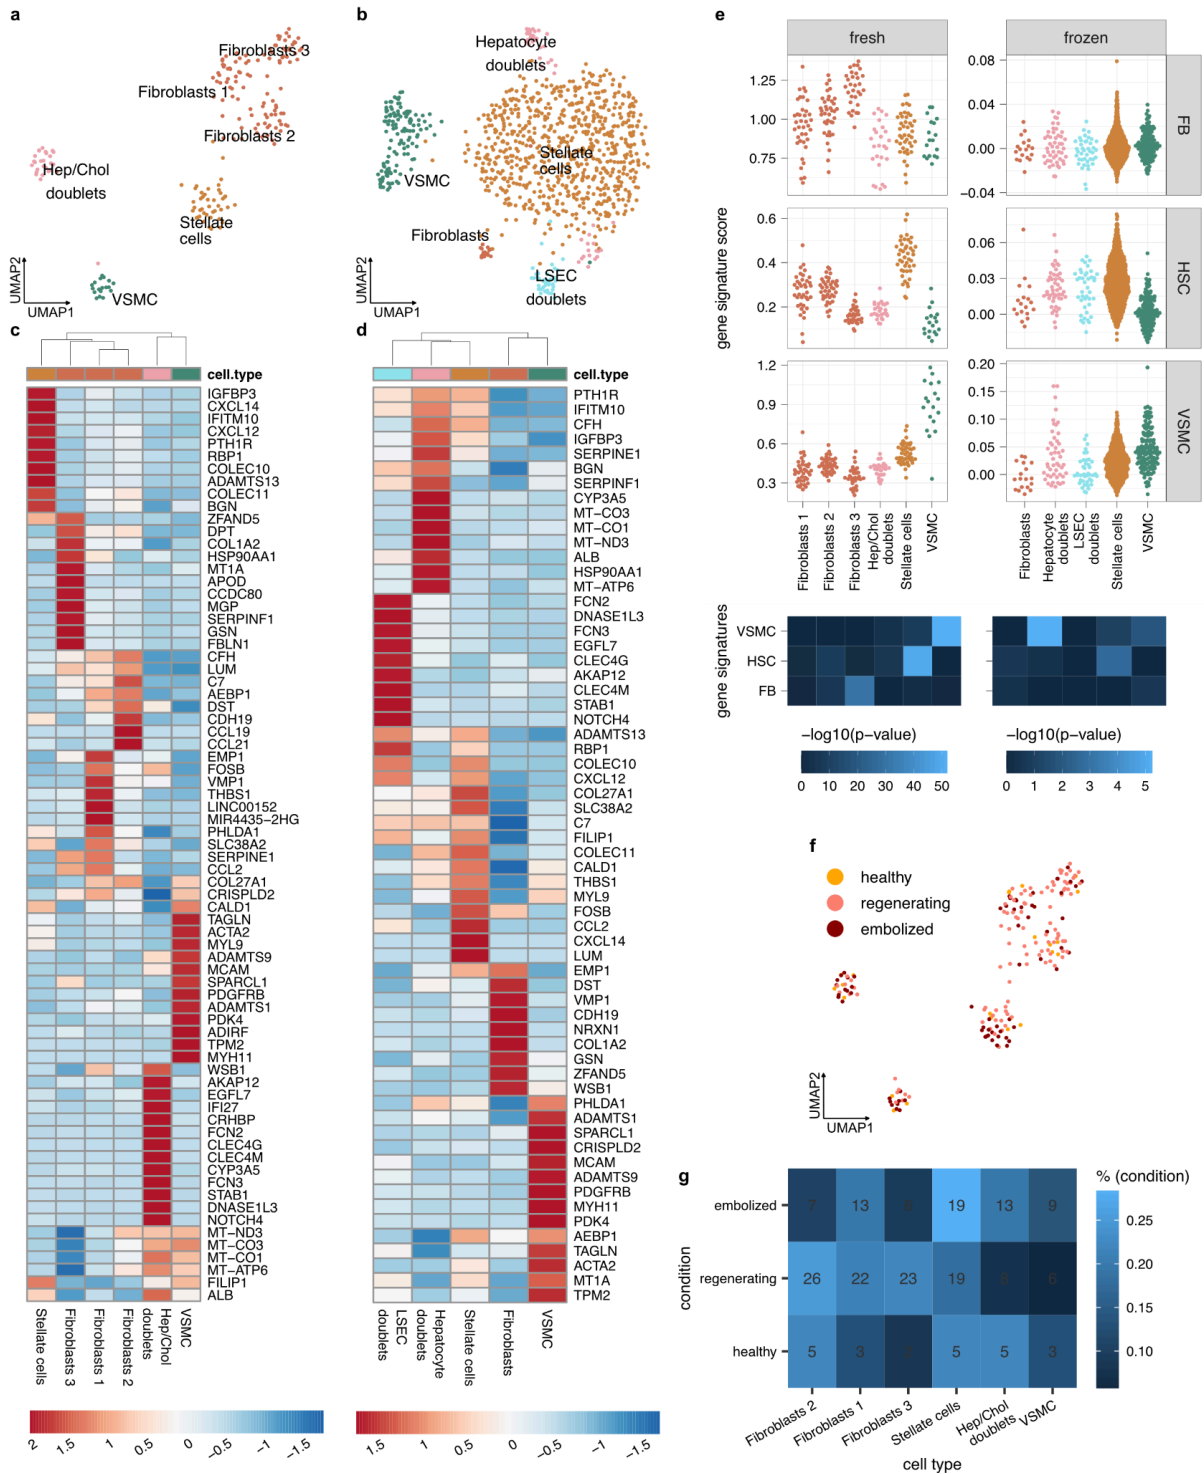 a
Fibroblasts 3
Fibroblasts 1
Fibroblasts 2
Hep/Chol
doublets
Stellate
cells
VSMC
UMAP2
UMAP1
b
Hepatocyte
doublets
Stellate
cells
VSMC
Fibroblasts
LSEC
doublets
UMAP2
UMAP1
c
cell.type
IGFBP3
CXCL14
IFITM10
CXCL12
PTH1R
RBP1
COLEC10
ADAMTS13
COLEC11
BGN
ZFAND5
DPT
COL1A2
HSP90AA1
MT1A
APOD
CCDC80
MGP
SERPINF1
GSN
FBLN1
CFH
LUM
C7
AEBP1
DST
CDH19
CCL19
CCL21
EMP1
FOSB
VMP1
THBS1
LINC00152
MIR4435−2HG
PHLDA1
SLC38A2
SERPINE1
CCL2
COL27A1
CRISPLD2
CALD1
TAGLN
ACTA2
MYL9
ADAMTS9
MCAM
SPARCL1
PDGFRB
ADAMTS1
PDK4
ADIRF
TPM2
MYH11
WSB1
AKAP12
EGFL7
IFI27
CRHBP
FCN2
CLEC4G
CLEC4M
CYP3A5
FCN3
STAB1
DNASE1L3
NOTCH4
MT−ND3
MT−CO3
MT−CO1
MT−ATP6
FILIP1
ALB
Stellate cells
Fibroblasts 3
Fibroblasts 1
Fibroblasts 2
Hep/Chol
doublets
VSMC
2
1.5
1
0.5
0
−0.5
−1
−1.5
d
cell.type
PTH1R
IFITM10
CFH
IGFBP3
SERPINE1
BGN
SERPINF1
CYP3A5
MT−CO3
MT−CO1
MT−ND3
ALB
HSP90AA1
MT−ATP6
FCN2
DNASE1L3
FCN3
EGFL7
CLEC4G
AKAP12
CLEC4M
STAB1
NOTCH4
ADAMTS13
RBP1
COLEC10
CXCL12
COL27A1
SLC38A2
C7
FILIP1
COLEC11
CALD1
THBS1
MYL9
FOSB
CCL2
CXCL14
LUM
EMP1
DST
VMP1
CDH19
NRXN1
COL1A2
GSN
ZFAND5
WSB1
PHLDA1
ADAMTS1
SPARCL1
CRISPLD2
MCAM
ADAMTS9
PDGFRB
MYH11
PDK4
AEBP1
TAGLN
ACTA2
MT1A
TPM2
LSEC
doublets
Hepatocyte
doublets
Stellate cells
Fibroblasts
VSMC
1.5
1
0.5
0
−0.5
−1
−1.5
e
fresh
frozen
gene signature score
1.25
1.00
0.75
0.08
0.04
0.00
−0.04
FB
0.6
0.4
0.2
0.06
0.03
0.00
HSC
1.2
0.9
0.6
0.3
0.20
0.15
0.10
0.05
0.00
VSMC
Fibroblasts 1
Fibroblasts 2
Fibroblasts 3
Hep/Chol
doublets
Stellate cells
VSMC
Fibroblasts
Hepatocyte
doublets
LSEC
doublets
Stellate cells
VSMC
gene signatures
VSMC
HSC
FB
−log10(p−value)
0 10 20 30 40 50
−log10(p−value)
0 1 2 3 4 5
f
healthy
regenerating
embolized
UMAP2
UMAP1
g
condition
embolized
7 13 19 13 9
regenerating
26 22 23 19 6
healthy
5 3 5 5 3
Fibroblasts 2
Fibroblasts 1
Fibroblasts 3
Stellate cells
Hep/Chol
doublets
VSMC
cell type
% (condition)
0.25
0.20
0.15
0.10